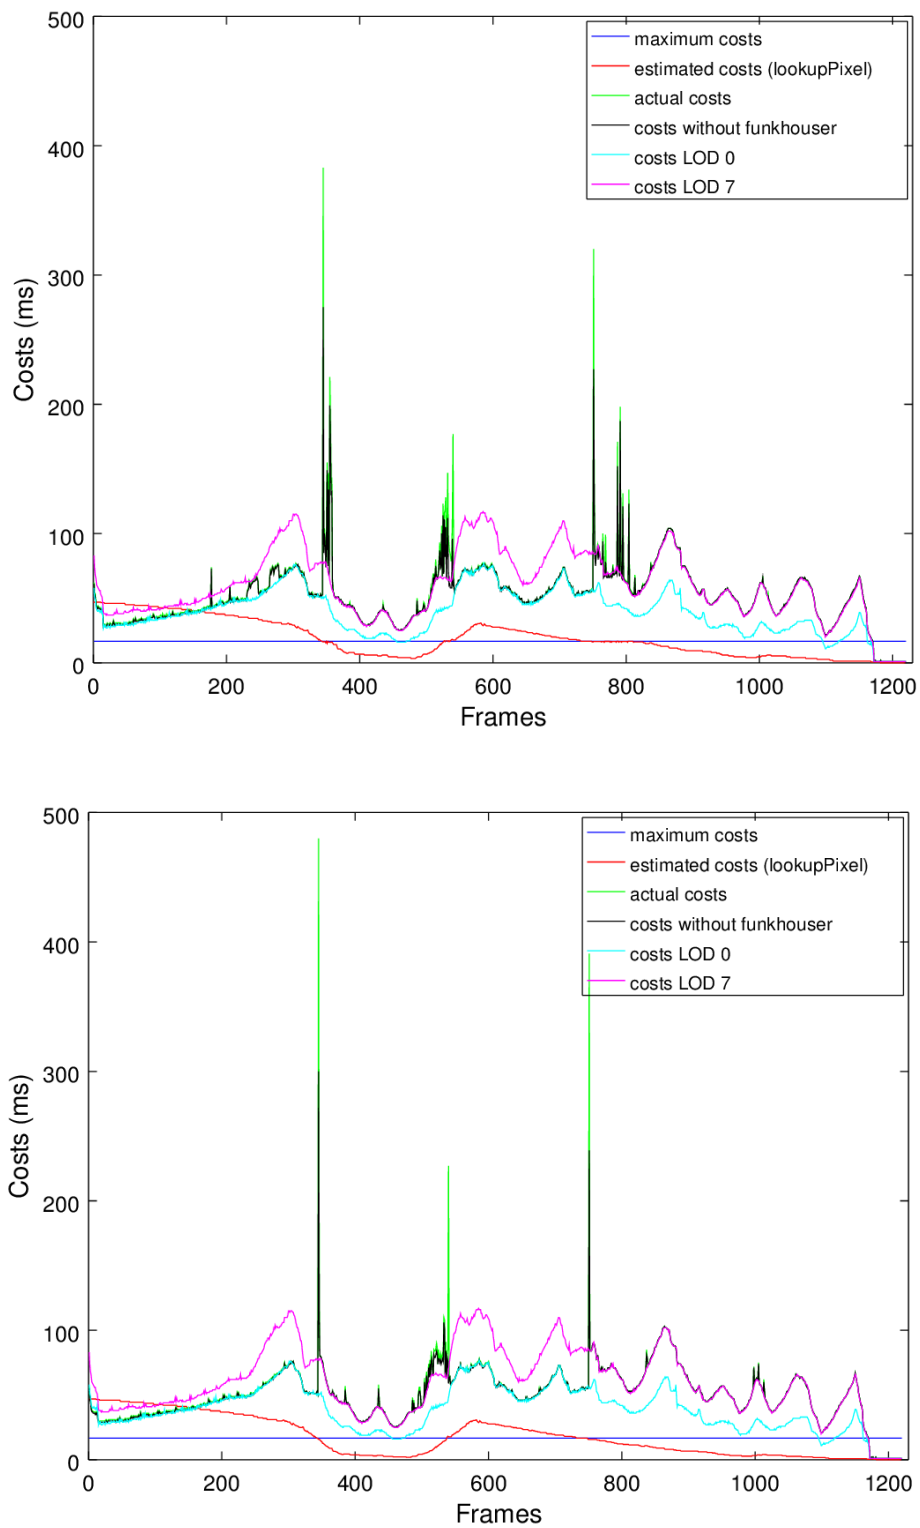 500
400
300
200
100
0
Costs (ms)
maximum costs
estimated costs (lookupPixel)
actual costs
costs without funkhouser
costs LOD 0
costs LOD 7
0 200 400 600 800 1000 1200
Frames
500
400
300
200
100
0
Costs (ms)
maximum costs
estimated costs (lookupPixel)
actual costs
costs without funkhouser
costs LOD 0
costs LOD 7
0 200 400 600 800 1000 1200
Frames